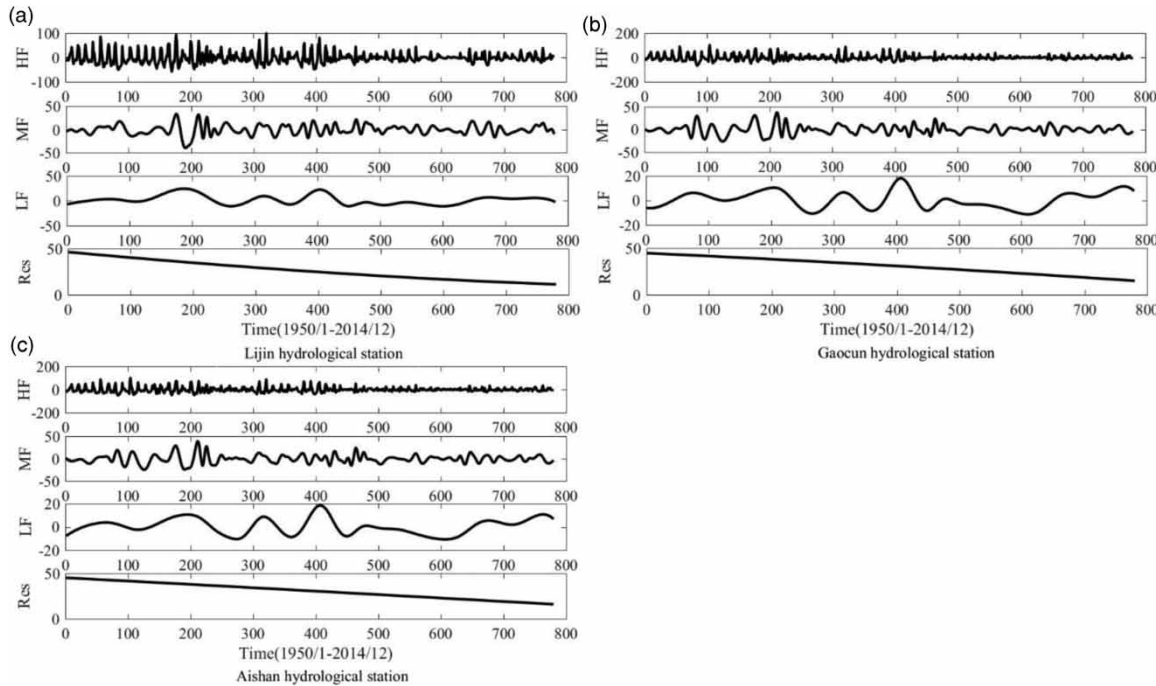 (a)
HF
100
0
-100
0 100 200 300 400 500 600 700 800
MF
50
0
-50
0 100 200 300 400 500 600 700 800
LF
50
0
-50
0 100 200 300 400 500 600 700 800
Res
50
0
0 100 200 300 400 500 600 700 800
Time(1950/1-2014/12)
Lijin hydrological station
(b)
HF
200
0
-200
0 100 200 300 400 500 600 700 800
MF
50
0
-50
0 100 200 300 400 500 600 700 800
LF
20
0
-20
0 100 200 300 400 500 600 700 800
Res
50
0
0 100 200 300 400 500 600 700 800
Time(1950/1-2014/12)
Gaocun hydrological station
(c)
HF
200
0
-200
0 100 200 300 400 500 600 700 800
MF
50
0
-50
0 100 200 300 400 500 600 700 800
LF
20
0
-20
0 100 200 300 400 500 600 700 800
Res
50
0
0 100 200 300 400 500 600 700 800
Time(1950/1-2014/12)
Aishan hydrological station